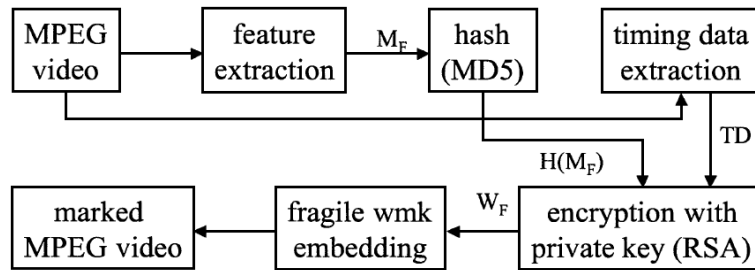 MPEG
video
feature
extraction
M_F
hash
(MD5)
timing data
extraction
TD
H(M_F)
marked
MPEG video
fragile wmk
embedding
W_F
encryption with
private key (RSA)